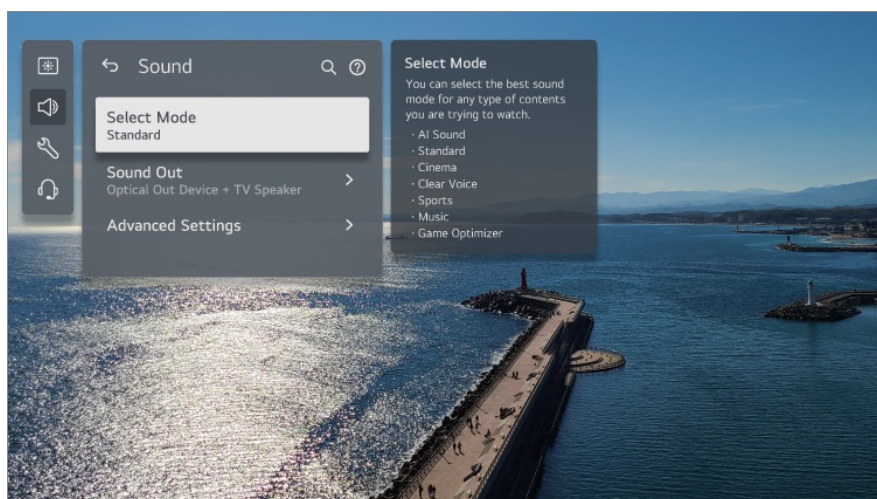 Sound
Select Mode
Standard
Sound Out
Optical Out Device + TV Speaker
Advanced Settings
Select Mode
You can select the best sound
mode for any type of contents
you are trying to watch.
· AI Sound
· Standard
· Cinema
· Clear Voice
· Sports
· Music
· Game Optimizer